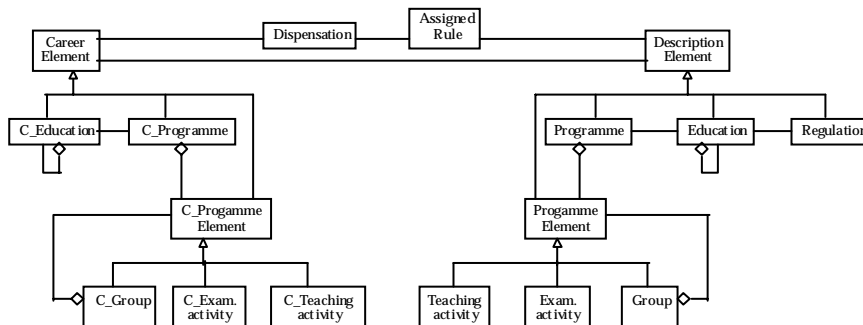 Career
Element
Dispensation
Assigned
Rule
Description
Element
C_Education
C_Programme
Programme
Education
Regulation
C_Progamme
Element
Progamme
Element
C_Group
C_Exam.
activity
C_Teaching
activity
Teaching
activity
Exam.
activity
Group